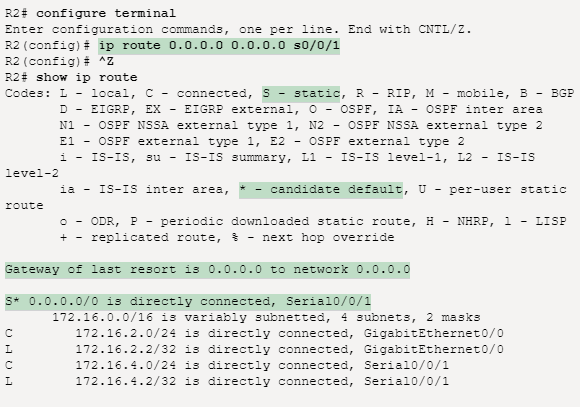 R2# configure terminal
Enter configuration commands, one per line. End with CNTL/Z.
R2(config)# ip route 0.0.0.0 0.0.0.0 s0/0/1
R2(config)# ^Z
R2# show ip route
Codes: L - local, C - connected, S - static, R - RIP, M - mobile, B - BGP
D - EIGRP, EX - EIGRP external, O - OSPF, IA - OSPF inter area
N1 - OSPF NSSA external type 1, N2 - OSPF NSSA external type 2
E1 - OSPF external type 1, E2 - OSPF external type 2
i - IS-IS, su - IS-IS summary, L1 - IS-IS level-1, L2 - IS-IS
level-2
ia - IS-IS inter area, * - candidate default, U - per-user static
route
o - ODR, P - periodic downloaded static route, H - NHRP, l - LISP
+ - replicated route, % - next hop override
Gateway of last resort is 0.0.0.0 to network 0.0.0.0
S* 0.0.0.0/0 is directly connected, Serial0/0/1
172.16.0.0/16 is variably subnetted, 4 subnets, 2 masks
C 172.16.2.0/24 is directly connected, GigabitEthernet0/0
L 172.16.2.2/32 is directly connected, GigabitEthernet0/0
C 172.16.4.0/24 is directly connected, Serial0/0/1
L 172.16.4.2/32 is directly connected, Serial0/0/1